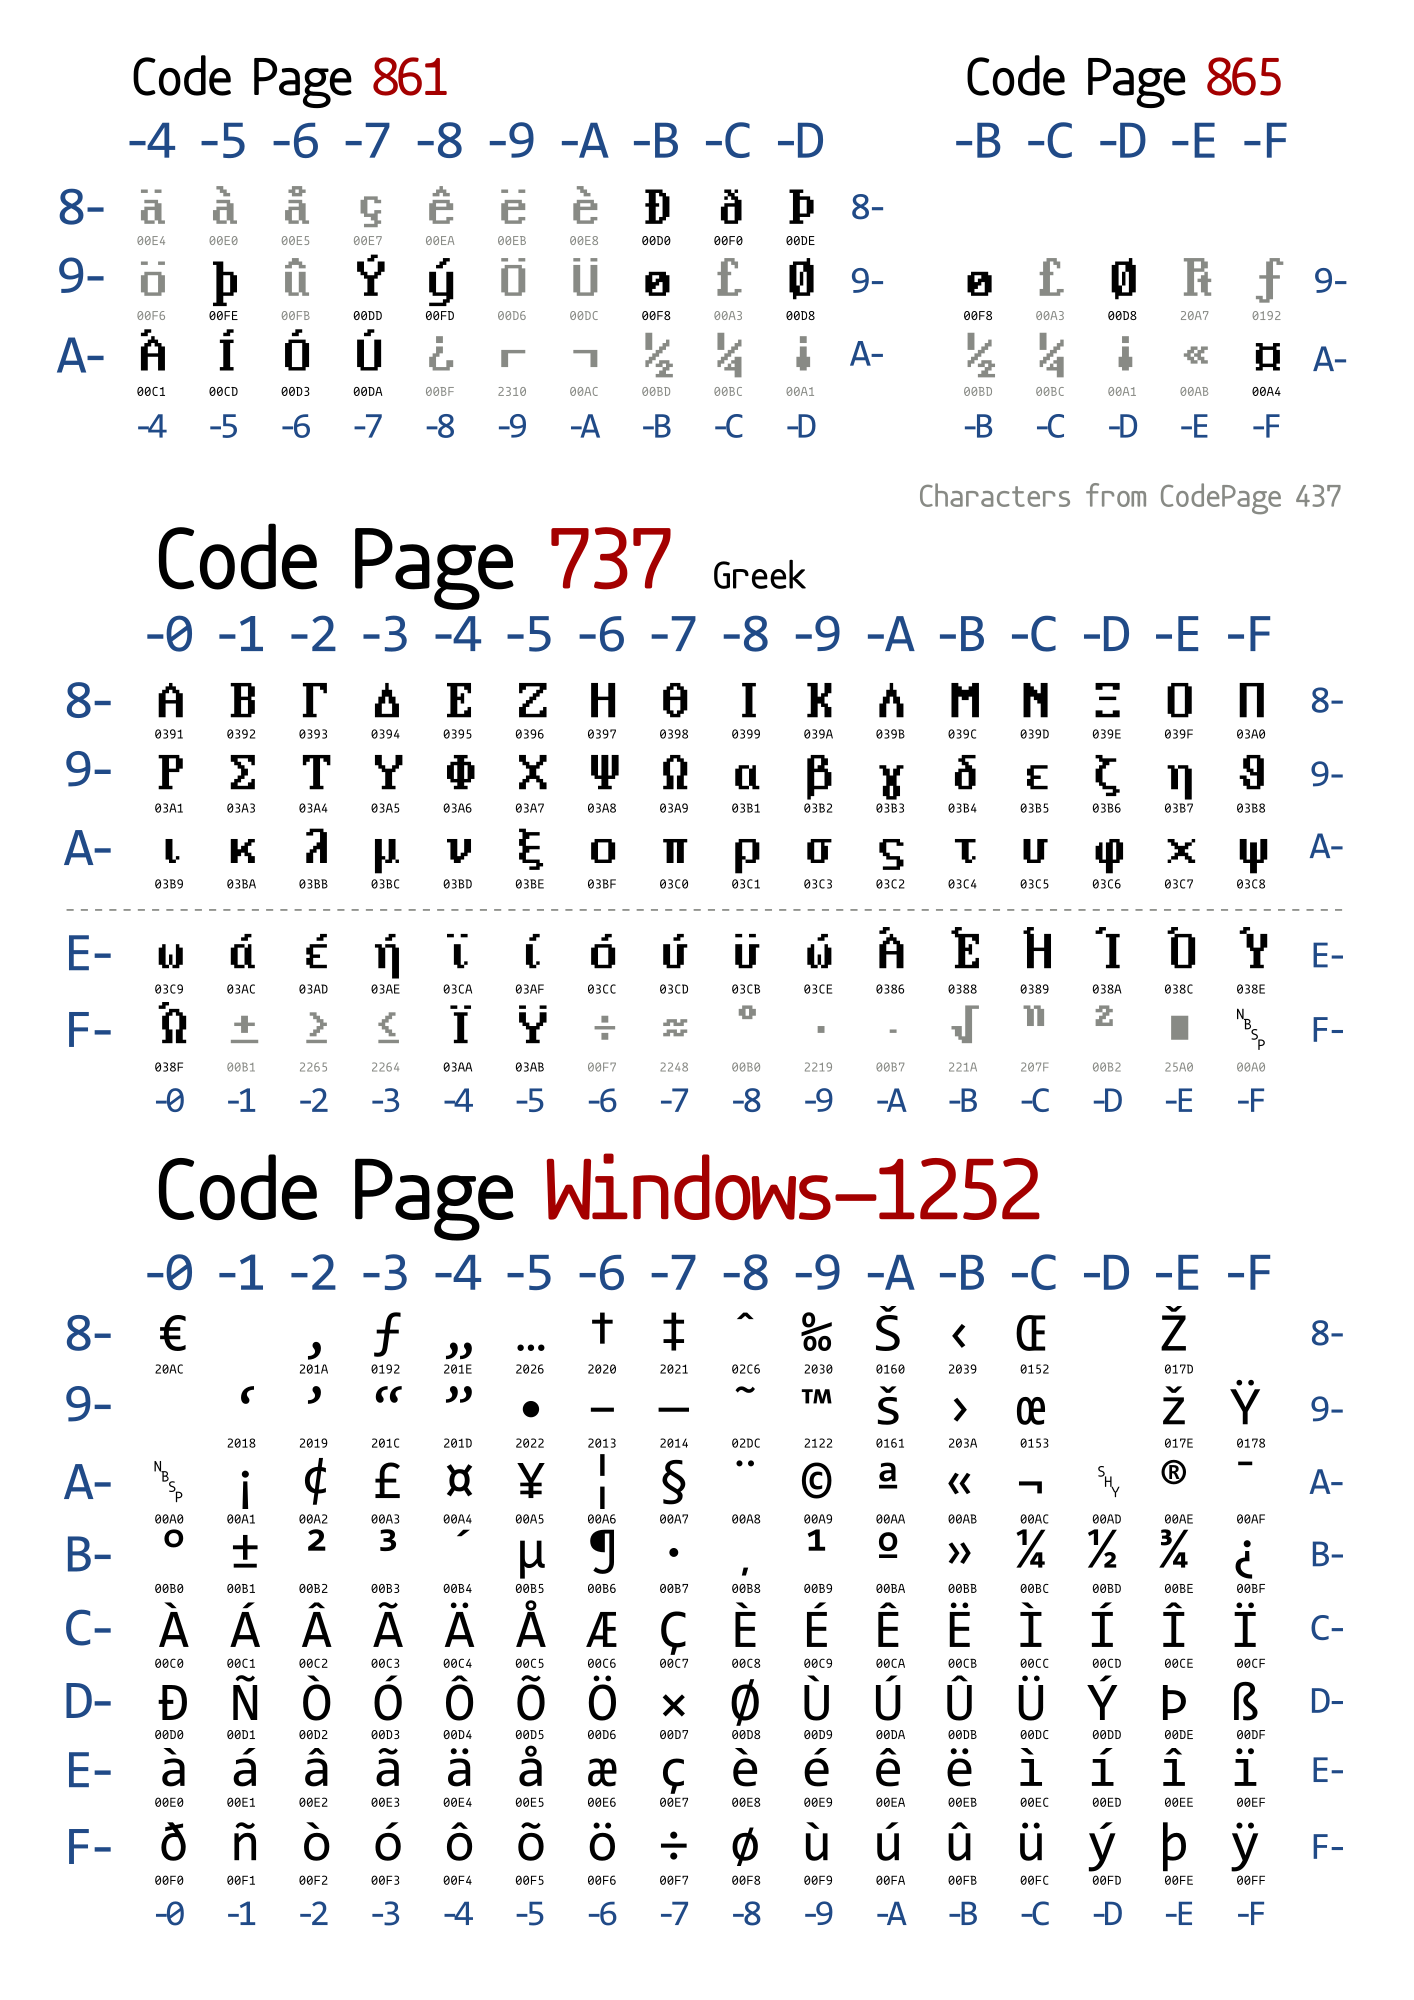 Code Page 861 Code Page 865
-4 -5 -6 -7 -8 -9 -A -B -C -D -B -C -D -E -F
8- ä à å ç ê ë è Ð ð Þ 8-
00E4 00E0 00E5 00E7 00EA 00EB 00E8 00D0 00F0 00DE
9- ö þ û Ý ý Ö Ü ø £ Ø 9- ø £ Ø ₧ ƒ 9-
00F6 00FE 00FB 00DD 00FD 00D6 00DC 00F8 00A3 00D8 00F8 00A3 00D8 20A7 0192
A- Á Í Ó Ú ¿ ⌐ ¬ ½ ¼ ¡ A- ½ ¼ ¡ « ¤ A-
00C1 00CD 00D3 00DA 00BF 2310 00AC 00BD 00BC 00A1 00BD 00BC 00A1 00AB 00A4
-4 -5 -6 -7 -8 -9 -A -B -C -D -B -C -D -E -F
Characters from CodePage 437
Code Page 737 Greek
-0 -1 -2 -3 -4 -5 -6 -7 -8 -9 -A -B -C -D -E -F
8- Α Β Γ Δ Ε Ζ Η Θ Ι Κ Λ Μ Ν Ξ Ο Π 8-
0391 0392 0393 0394 0395 0396 0397 0398 0399 039A 039B 039C 039D 039E 039F 03A0
9- Ρ Σ Τ Υ Φ Χ Ψ Ω α β γ δ ε ζ η θ 9-
03A1 03A3 03A4 03A5 03A6 03A7 03A8 03A9 03B1 03B2 03B3 03B4 03B5 03B6 03B7 03B8
A- ι κ λ μ ν ξ ο π ρ σ ς τ υ φ χ ψ A-
03B9 03BA 03BB 03BC 03BD 03BE 03BF 03C0 03C1 03C3 03C2 03C4 03C5 03C6 03C7 03C8
E- ω ά έ ή ϊ ί ό ύ ϋ ώ Ά Έ Ή Ί Ό Ύ E-
03C9 03AC 03AD 03AE 03CA 03AF 03CC 03CD 03CB 03CE 0386 0388 0389 038A 038C 038E
F- Ώ ± ≥ ≤ Ϊ Ϋ ÷ ≈ ° ∙ · √ ⁿ ² ■ NBSP F-
038F 00B1 2265 2264 03AA 03AB 00F7 2248 00B0 2219 00B7 221A 207F 00B2 25A0 00A0
-0 -1 -2 -3 -4 -5 -6 -7 -8 -9 -A -B -C -D -E -F
Code Page Windows-1252
-0 -1 -2 -3 -4 -5 -6 -7 -8 -9 -A -B -C -D -E -F
8- € ‚ ƒ „ … † ‡ ˆ ‰ Š ‹ Œ Ž 8-
20AC 201A 0192 201E 2026 2020 2021 02C6 2030 0160 2039 0152 017D
9- ‘ ’ “ ” • – — ˜ ™ š › œ ž Ÿ 9-
2018 2019 201C 201D 2022 2013 2014 02DC 2122 0161 203A 0153 017E 0178
A- NBSP ¡ ¢ £ ¤ ¥ ¦ § ¨ © ª « ¬ SHY ® ¯ A-
00A0 00A1 00A2 00A3 00A4 00A5 00A6 00A7 00A8 00A9 00AA 00AB 00AC 00AD 00AE 00AF
B- ° ± ² ³ ´ µ ¶ · ¸ ¹ º » ¼ ½ ¾ ¿ B-
00B0 00B1 00B2 00B3 00B4 00B5 00B6 00B7 00B8 00B9 00BA 00BB 00BC 00BD 00BE 00BF
C- À Á Â Ã Ä Å Æ Ç È É Ê Ë Ì Í Î Ï C-
00C0 00C1 00C2 00C3 00C4 00C5 00C6 00C7 00C8 00C9 00CA 00CB 00CC 00CD 00CE 00CF
D- Ð Ñ Ò Ó Ô Õ Ö × Ø Ù Ú Û Ü Ý Þ ß D-
00D0 00D1 00D2 00D3 00D4 00D5 00D6 00D7 00D8 00D9 00DA 00DB 00DC 00DD 00DE 00DF
E- à á â ã ä å æ ç è é ê ë ì í î ï E-
00E0 00E1 00E2 00E3 00E4 00E5 00E6 00E7 00E8 00E9 00EA 00EB 00EC 00ED 00EE 00EF
F- ð ñ ò ó ô õ ö ÷ ø ù ú û ü ý þ ÿ F-
00F0 00F1 00F2 00F3 00F4 00F5 00F6 00F7 00F8 00F9 00FA 00FB 00FC 00FD 00FE 00FF
-0 -1 -2 -3 -4 -5 -6 -7 -8 -9 -A -B -C -D -E -F